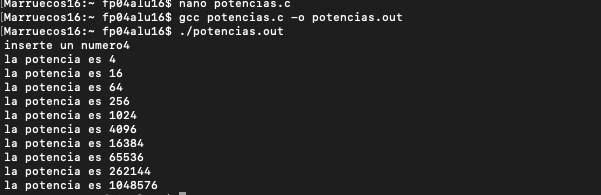 [Marruecos16:~ fp04alu16$ nano potencias.c
[Marruecos16:~ fp04alu16$ gcc potencias.c -o potencias.out
[Marruecos16:~ fp04alu16$ ./potencias.out
inserte un numero4
la potencia es 4
la potencia es 16
la potencia es 64
la potencia es 256
la potencia es 1024
la potencia es 4096
la potencia es 16384
la potencia es 65536
la potencia es 262144
la potencia es 1048576